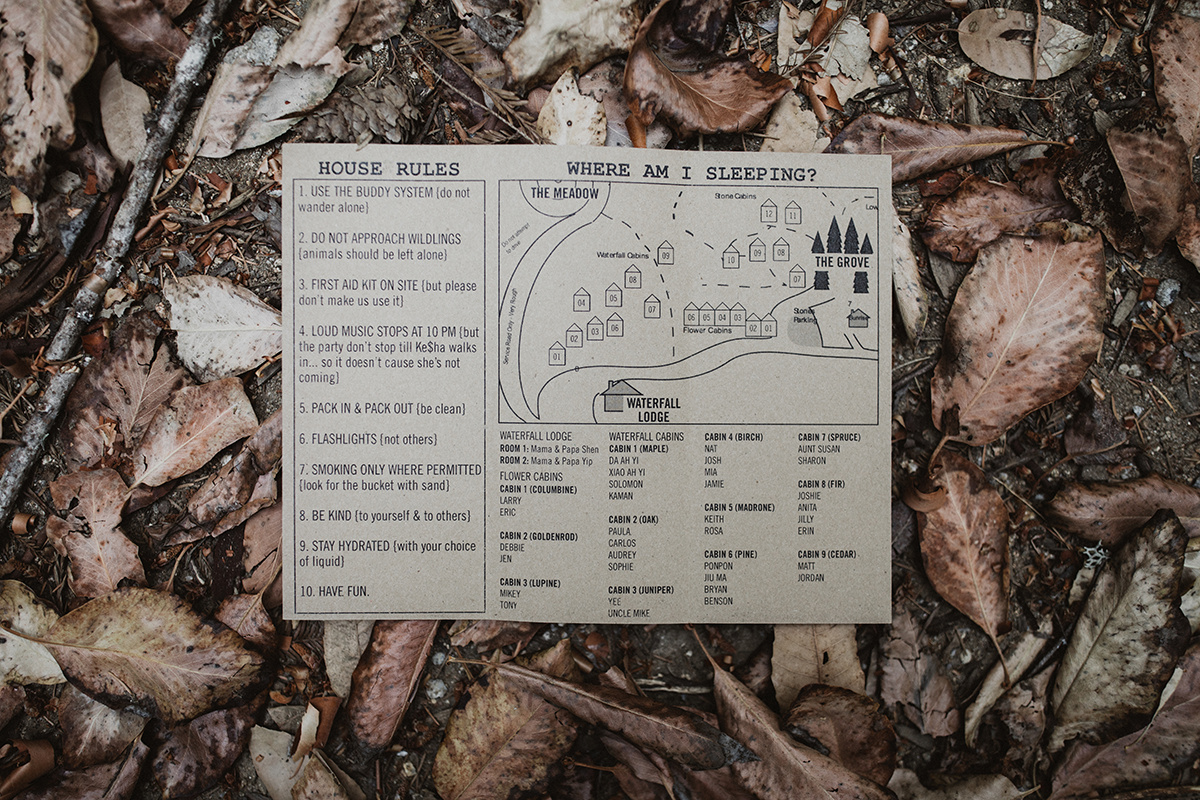 HOUSE RULES
1. USE THE BUDDY SYSTEM {do not
wander alone}
2. DO NOT APPROACH WILDLINGS
{animals should be left alone}
3. FIRST AID KIT ON SITE {but please
don't make us use it}
4. LOUD MUSIC STOPS AT 10 PM {but
the party don't stop till Ke$ha walks
in... so it doesn't cause she's not
coming}
5. PACK IN & PACK OUT {be clean}
6. FLASHLIGHTS {not others}
7. SMOKING ONLY WHERE PERMITTED
{look for the bucket with sand}
8. BE KIND {to yourself & to others}
9. STAY HYDRATED {with your choice
of liquid}
10. HAVE FUN.
WHERE AM I SLEEPING?
THE MEADOW
Stone Cabins
Low
12
11
Waterfall Cabins
09
10
09
08
THE GROVE
08
07
04
05
07
06
05
04
03
02
01
Flower Cabins
Stones
Parking
7
02
03
06
01
Service Road Only - Very Rough
WATERFALL
LODGE
WATERFALL LODGE
ROOM 1: Mama & Papa Shen
ROOM 2: Mama & Papa Yip
FLOWER CABINS
CABIN 1 (COLUMBINE)
LARRY
ERIC
CABIN 2 (GOLDENROD)
DEBBIE
JEN
CABIN 3 (LUPINE)
MIKEY
TONY
WATERFALL CABINS
CABIN 1 (MAPLE)
DA AH YI
XIAO AH YI
SOLOMON
KAMAN
CABIN 2 (OAK)
PAULA
CARLOS
AUDREY
SOPHIE
CABIN 3 (JUNIPER)
YEE
UNCLE MIKE
CABIN 4 (BIRCH)
NAT
JOSH
MIA
JAMIE
CABIN 5 (MADRONE)
KEITH
ROSA
CABIN 6 (PINE)
PONPON
JIU MA
BRYAN
BENSON
CABIN 7 (SPRUCE)
AUNT SUSAN
SHARON
CABIN 8 (FIR)
JOSHIE
ANITA
JILLY
ERIN
CABIN 9 (CEDAR)
MATT
JORDAN